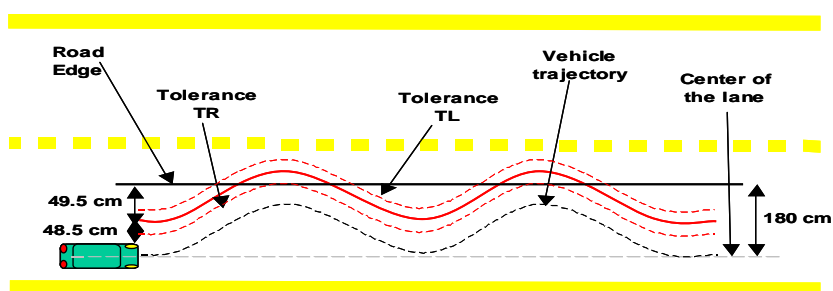 Road
Edge
Tolerance
TR
Tolerance
TL
Vehicle
trajectory
Center of
the lane
49.5 cm
48.5 cm
180 cm